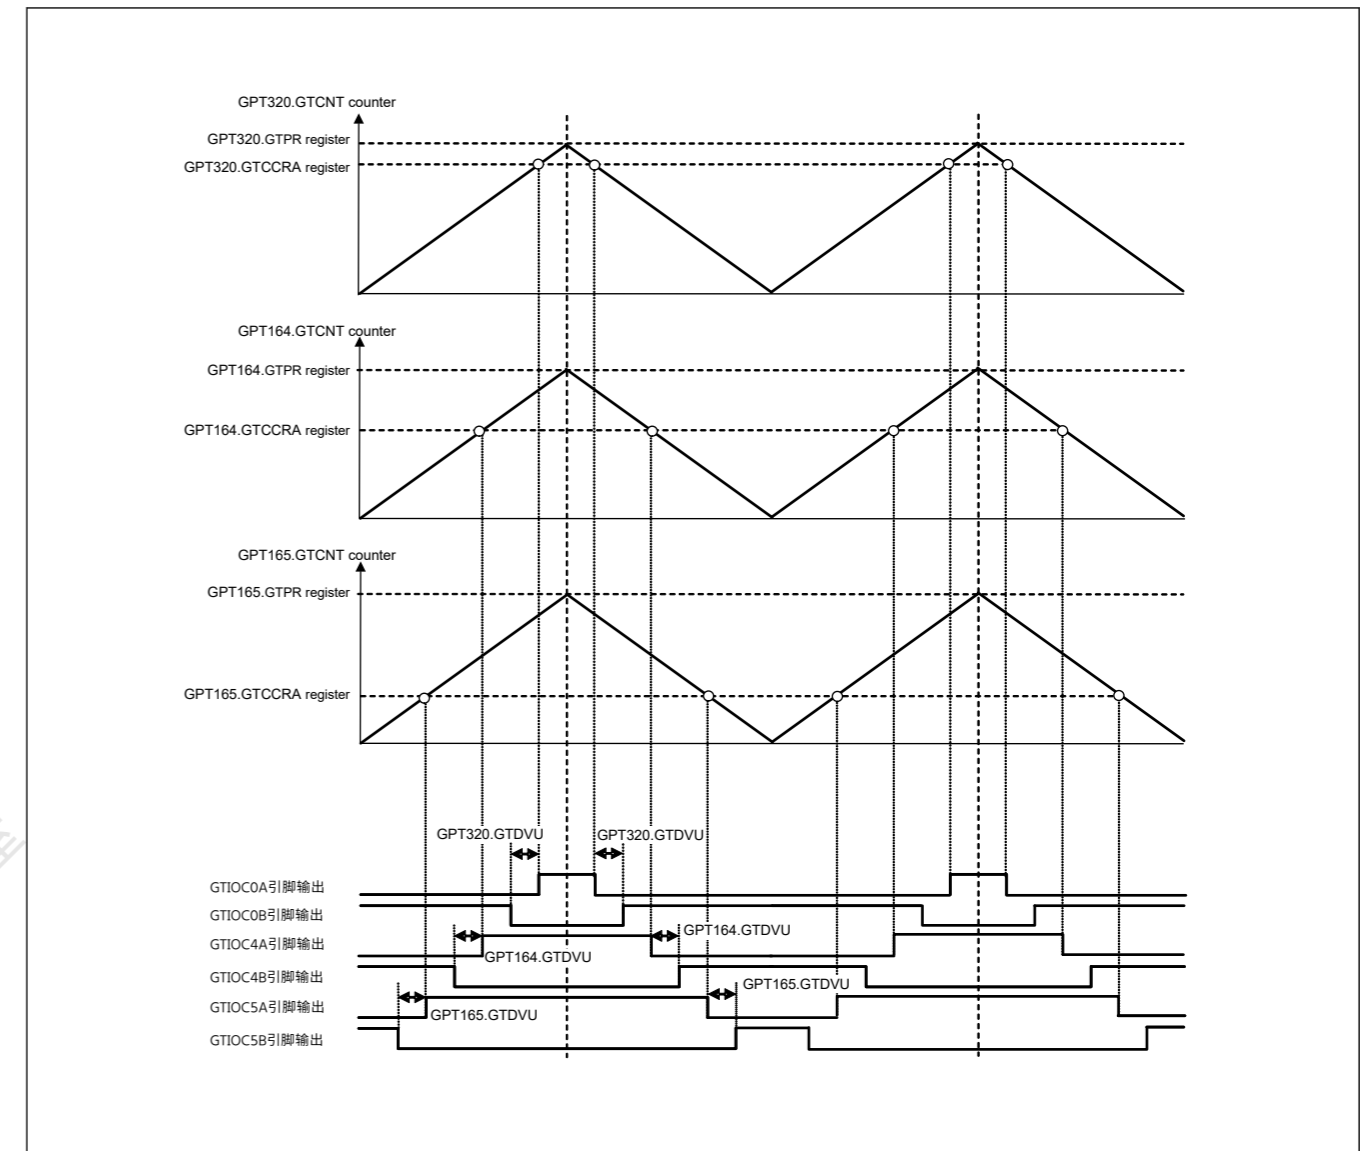 GPT320.GTCNT counter
GPT320.GTPR register
GPT320.GTCCRA register
GPT164.GTCNT counter
GPT164.GTPR register
GPT164.GTCCRA register
GPT165.GTCNT counter
GPT165.GTPR register
GPT165.GTCCRA register
GPT320.GTDVU GPT320.GTDVU
GTIOC0A引脚输出
GTIOC0B引脚输出
GPT164.GTDVU
GTIOC4A引脚输出
GPT164.GTDVU
GTIOC4B引脚输出
GPT165.GTDVU
GTIOC5A引脚输出
GPT165.GTDVU
GTIOC5B引脚输出